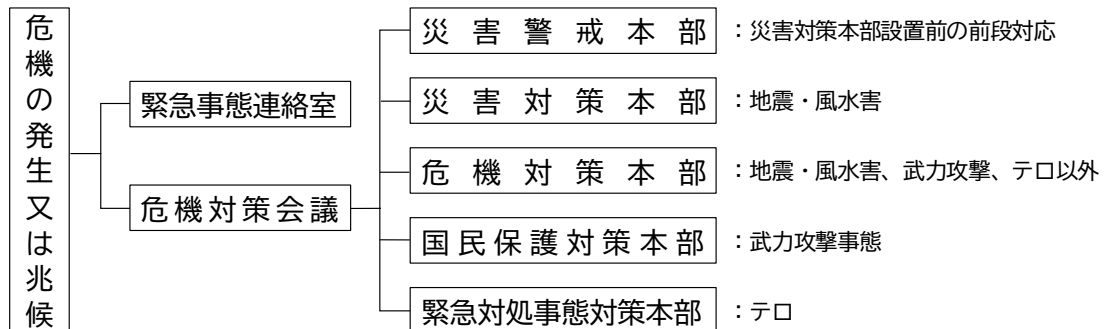 危機の発生又は兆候
緊急事態連絡室
危機対策会議
災害警戒本部 ：災害対策本部設置前の前段対応
災害対策本部 ：地震・風水害
危機対策本部 ：地震・風水害、武力攻撃、テロ以外
国民保護対策本部 ：武力攻撃事態
緊急対処事態対策本部 ：テロ